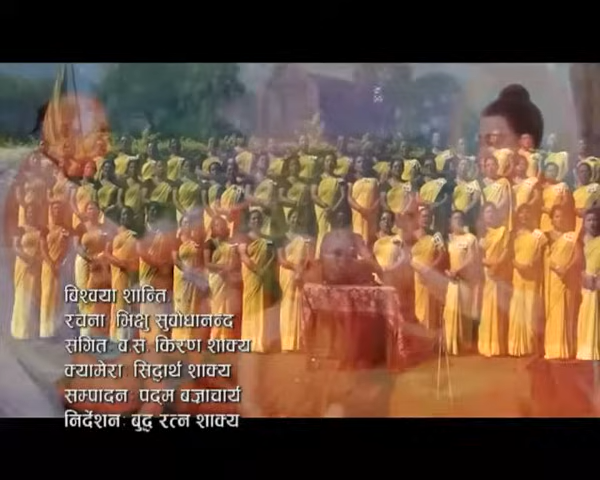 विश्वया शान्ति
रचना भिक्षु सुवोधानन्द
संगित व सं किरण शाक्य
क्यामेरा सिद्धार्थ शाक्य
सम्पादन पदम बज्राचार्य
निर्देशन बुद्ध रत्न शाक्य